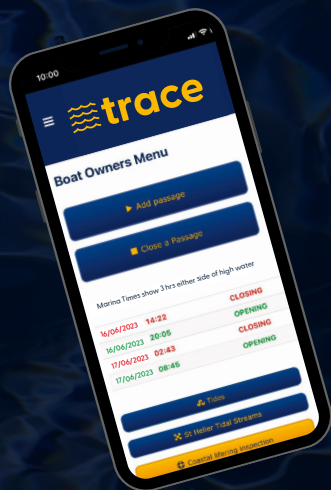 10:00
trace
Boat Owners Menu
Add passage
Close a Passage
Marina Times show 3 hrs either side of high water
16/06/2023 14:22 CLOSING
16/06/2023 20:05 OPENING
17/06/2023 02:43 CLOSING
17/06/2023 08:45 OPENING
Tides
St Helier Tidal Streams
Coastal lifering inspection